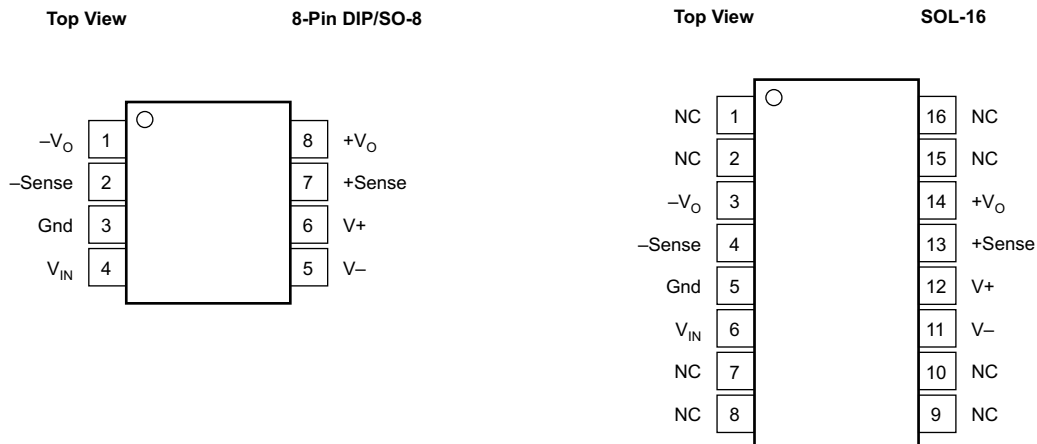 Top View 8-Pin DIP/SO-8
–VO 1 8 +VO
–Sense 2 7 +Sense
Gnd 3 6 V+
VIN 4 5 V–
Top View SOL-16
NC 1 16 NC
NC 2 15 NC
–VO 3 14 +VO
–Sense 4 13 +Sense
Gnd 5 12 V+
VIN 6 11 V–
NC 7 10 NC
NC 8 9 NC